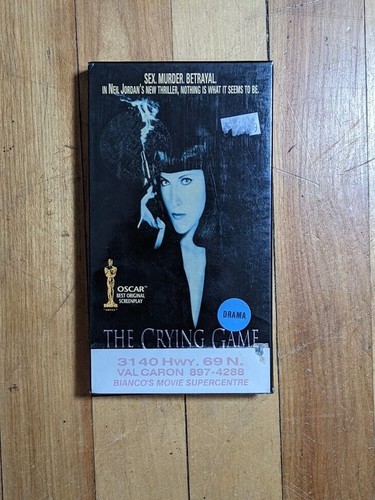 SEX. MURDER. BETRAYAL.
IN NEIL JORDAN'S NEW THRILLER, NOTHING IS WHAT IT SEEMS TO BE.
OSCAR™
BEST ORIGINAL
SCREENPLAY
DRAMA
THE CRYING GAME
3140 HWY. 69 N.
VAL CARON 897-4288
BIANCO'S MOVIE SUPERCENTRE